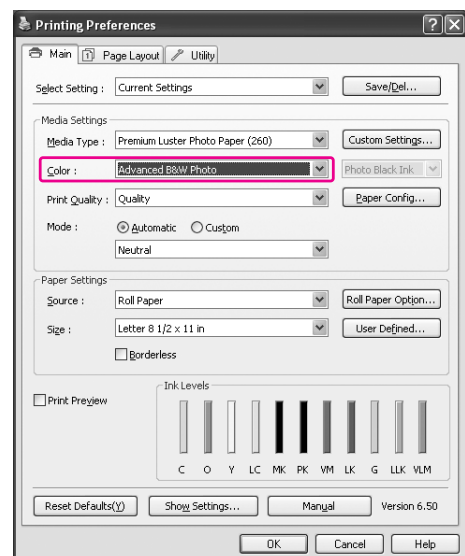 Printing Preferences
Main Page Layout Utility
Select Setting : Current Settings Save/Del...
Media Settings
Media Type : Premium Luster Photo Paper (260) Custom Settings...
Color : Advanced B&W Photo Photo Black Ink
Print Quality : Quality Paper Config...
Mode : Automatic Custom
Neutral
Paper Settings
Source : Roll Paper Roll Paper Option...
Size : Letter 8 1/2 x 11 in User Defined...
Borderless
Print Preview
Ink Levels
C O Y LC MK PK VM LK G LLK VLM
Reset Defaults(Y) Show Settings... Manual Version 6.50
OK Cancel Help